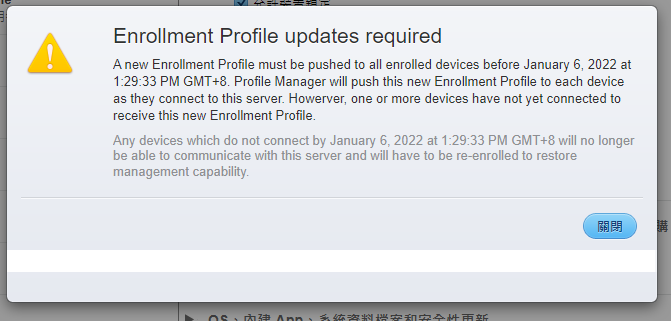 Enrollment Profile updates required
A new Enrollment Profile must be pushed to all enrolled devices before January 6, 2022 at
1:29:33 PM GMT+8. Profile Manager will push this new Enrollment Profile to each device
as they connect to this server. Howerver, one or more devices have not yet connected to
receive this new Enrollment Profile.
Any devices which do not connect by January 6, 2022 at 1:29:33 PM GMT+8 will no longer
be able to communicate with this server and will have to be re-enrolled to restore
management capability.
關閉
購
OS、內建 App、系統資料檔案和安全性更新